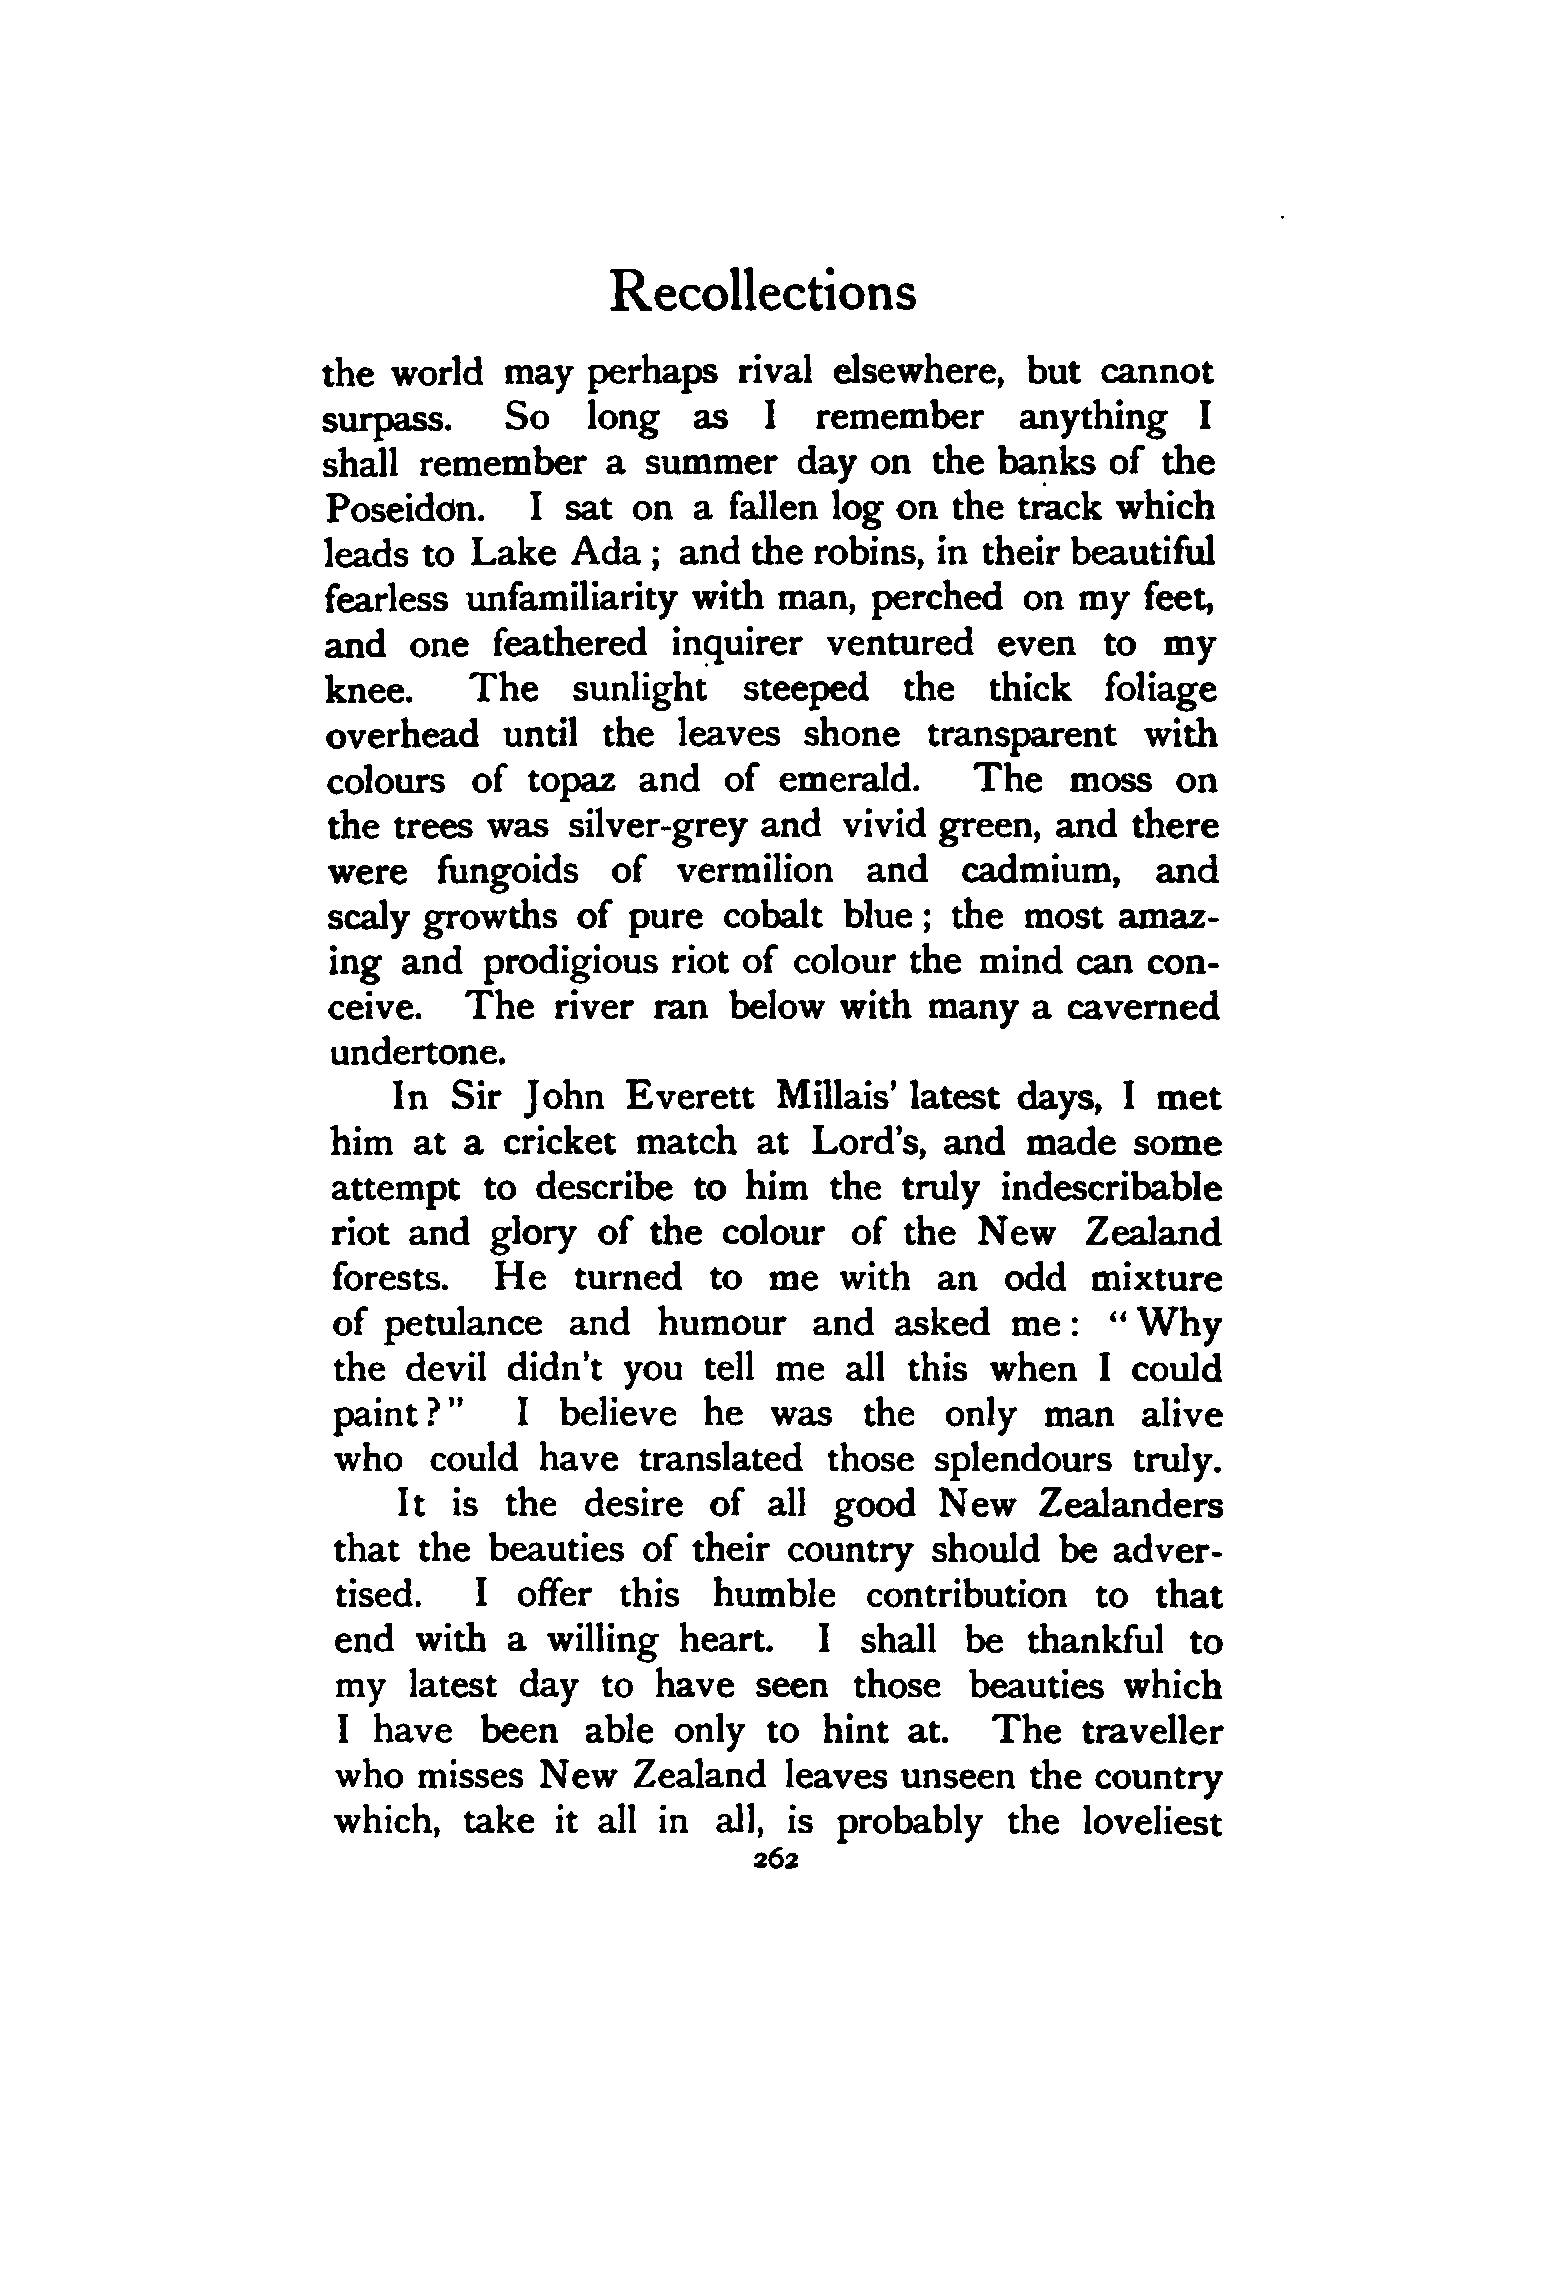 Recollections
the world may perhaps rival elsewhere, but cannot
surpass. So long as I remember anything I
shall remember a summer day on the banks of the
Poseidon. I sat on a fallen log on the track which
leads to Lake Ada ; and the robins, in their beautiful
fearless unfamiliarity with man, perched on my feet,
and one feathered inquirer ventured even to my
knee. The sunlight steeped the thick foliage
overhead until the leaves shone transparent with
colours of topaz and of emerald. The moss on
the trees was silver-grey and vivid green, and there
were fungoids of vermilion and cadmium, and
scaly growths of pure cobalt blue ; the most amaz-
ing and prodigious riot of colour the mind can con-
ceive. The river ran below with many a caverned
undertone.
In Sir John Everett Millais' latest days, I met
him at a cricket match at Lord's, and made some
attempt to describe to him the truly indescribable
riot and glory of the colour of the New Zealand
forests. He turned to me with an odd mixture
of petulance and humour and asked me : "Why
the devil didn't you tell me all this when I could
paint?" I believe he was the only man alive
who could have translated those splendours truly.
It is the desire of all good New Zealanders
that the beauties of their country should be adver-
tised. I offer this humble contribution to that
end with a willing heart. I shall be thankful to
my latest day to have seen those beauties which
I have been able only to hint at. The traveller
who misses New Zealand leaves unseen the country
which, take it all in all, is probably the loveliest
262